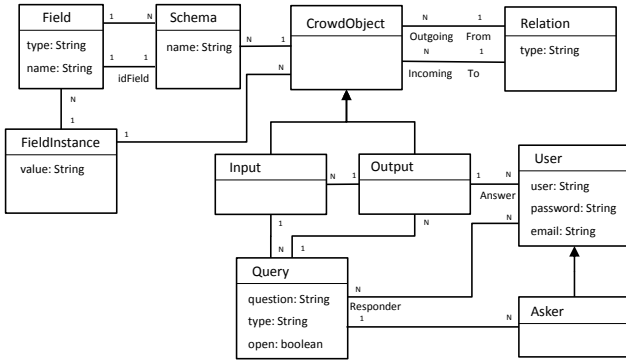 Field
type: String
name: String
1
N
1
1
idField
Schema
name: String
N
1
CrowdObject
N
1
Outgoing
From
N
1
Incoming
To
Relation
type: String
N
1
FieldInstance
value: String
1
N
Input
N
1
Output
1
N
Answer
User
user: String
password: String
email: String
1
N
N
1
N
Query
question: String
type: String
open: boolean
N
Responder
1
N
Asker